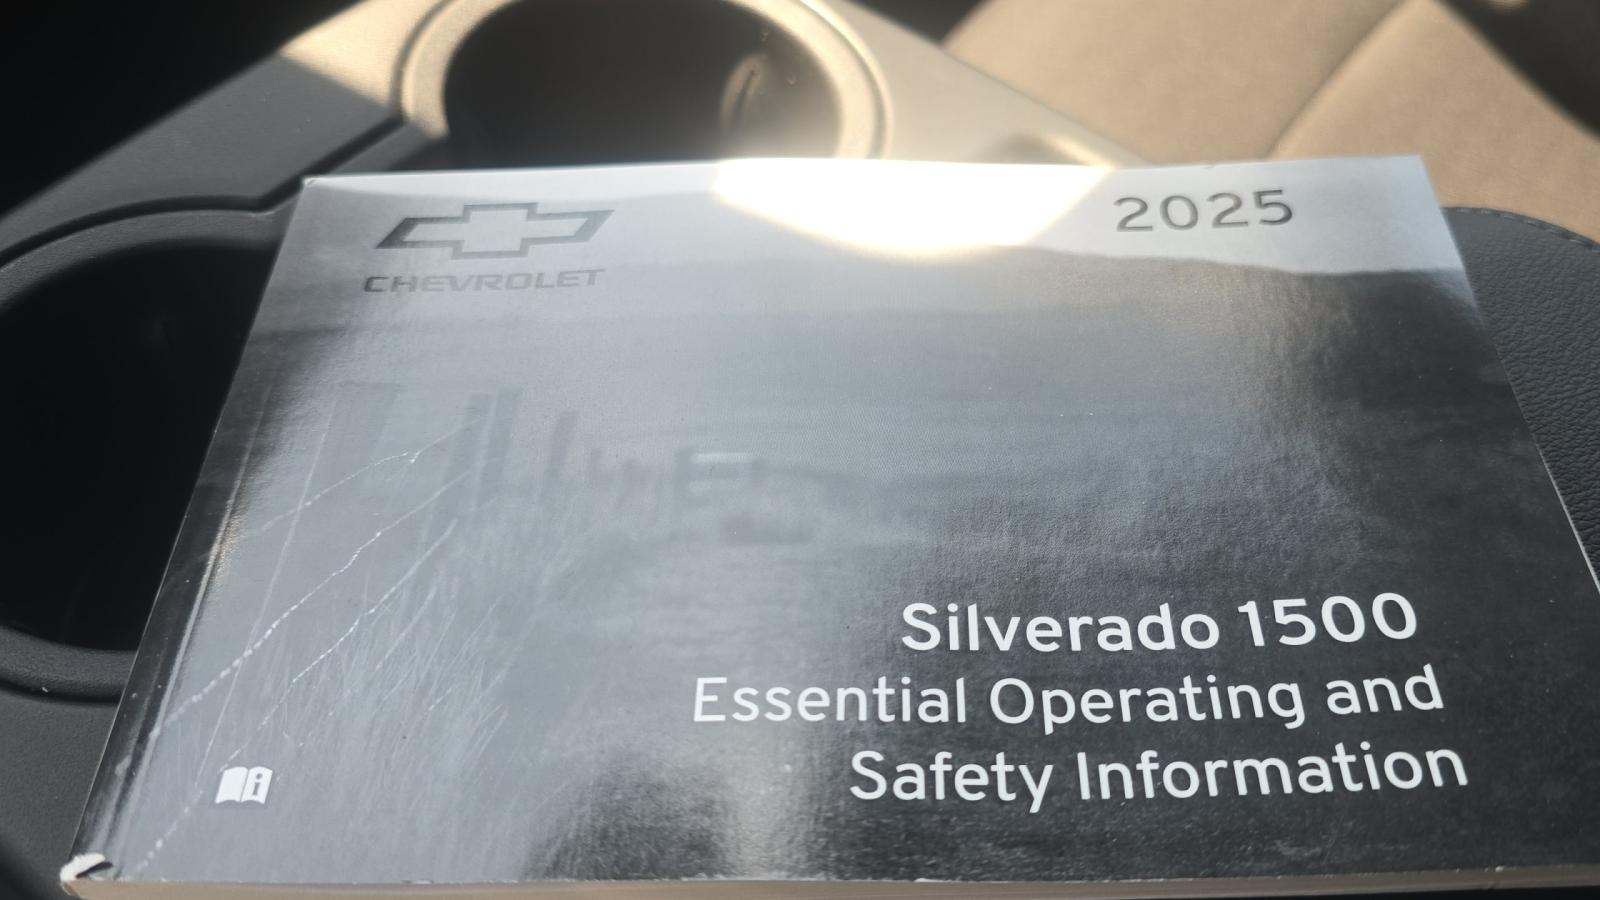 CHEVROLET
2025
Silverado 1500
Essential Operating and
Safety Information